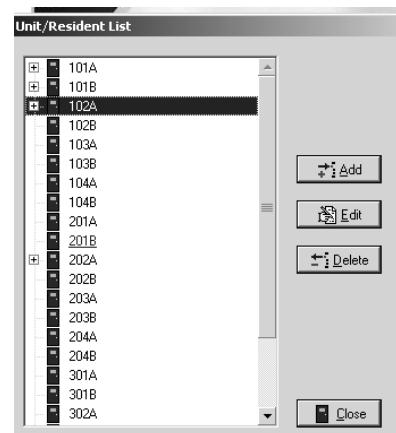 Unit/Resident List
101A
101B
102A
102B
103A
103B
104A
104B
201A
201B
202A
202B
203A
203B
204A
204B
301A
301B
302A
Add
Edit
Delete
Close